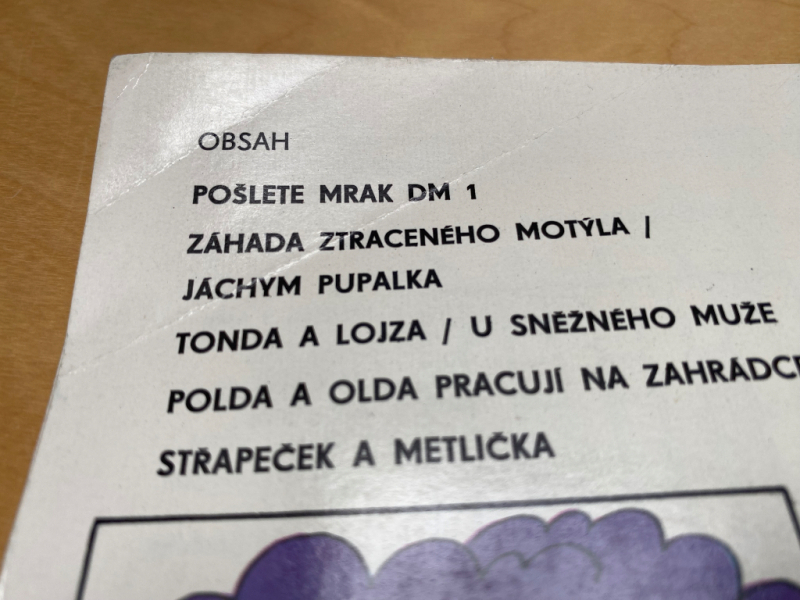 OBSAH
POŠLETE MRAK DM 1
ZÁHADA ZTRACENÉHO MOTÝLA /
JÁCHYM PUPALKA
TONDA A LOJZA / U SNĚŽNÉHO MUŽE
POLDA A OLDA PRACUJÍ NA ZAHRÁDCE
STŘAPEČEK A METLIČKA